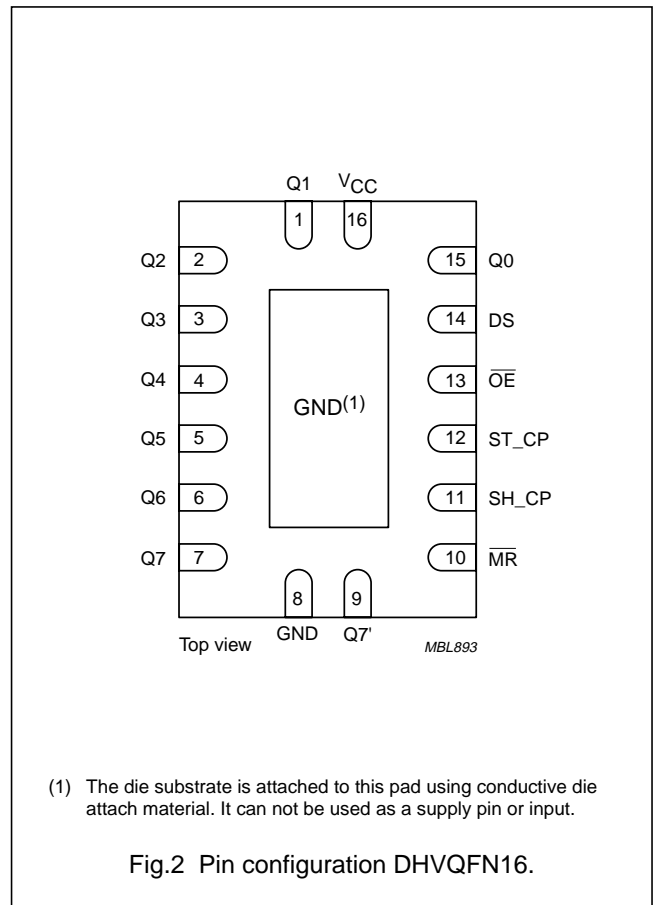 Q1 VCC
1 16
Q2 2 15 Q0
Q3 3 14 DS
Q4 4 13 OE
GND(1)
Q5 5 12 ST_CP
Q6 6 11 SH_CP
Q7 7 10 MR
8 9
Top view GND Q7' MBL893
(1) The die substrate is attached to this pad using conductive die
attach material. It can not be used as a supply pin or input.
Fig.2 Pin configuration DHVQFN16.